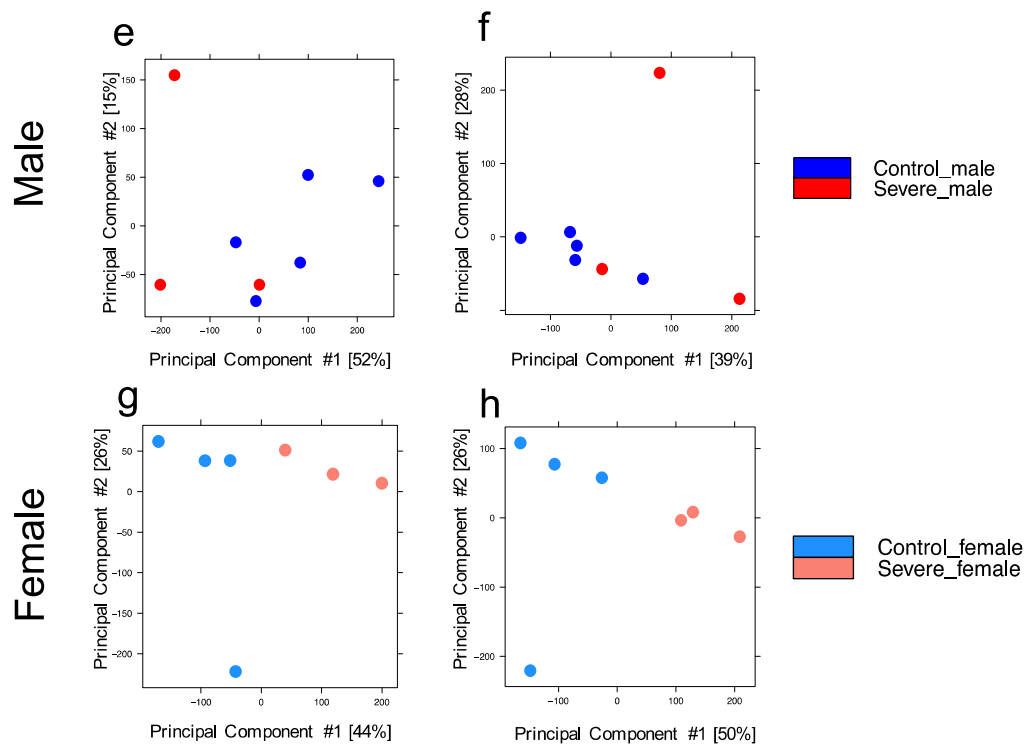 e
f
Male
Principal Component #2 [15%]
150
100
50
0
−50
−200
−100
0
100
200
Principal Component #1 [52%]
Principal Component #2 [28%]
200
100
0
−100
0
100
200
Principal Component #1 [39%]
Control_male
Severe_male
g
h
Female
Principal Component #2 [26%]
50
0
−50
−100
−150
−200
−100
0
100
200
Principal Component #1 [44%]
Principal Component #2 [26%]
100
0
−100
−200
−100
0
100
200
Principal Component #1 [50%]
Control_female
Severe_female